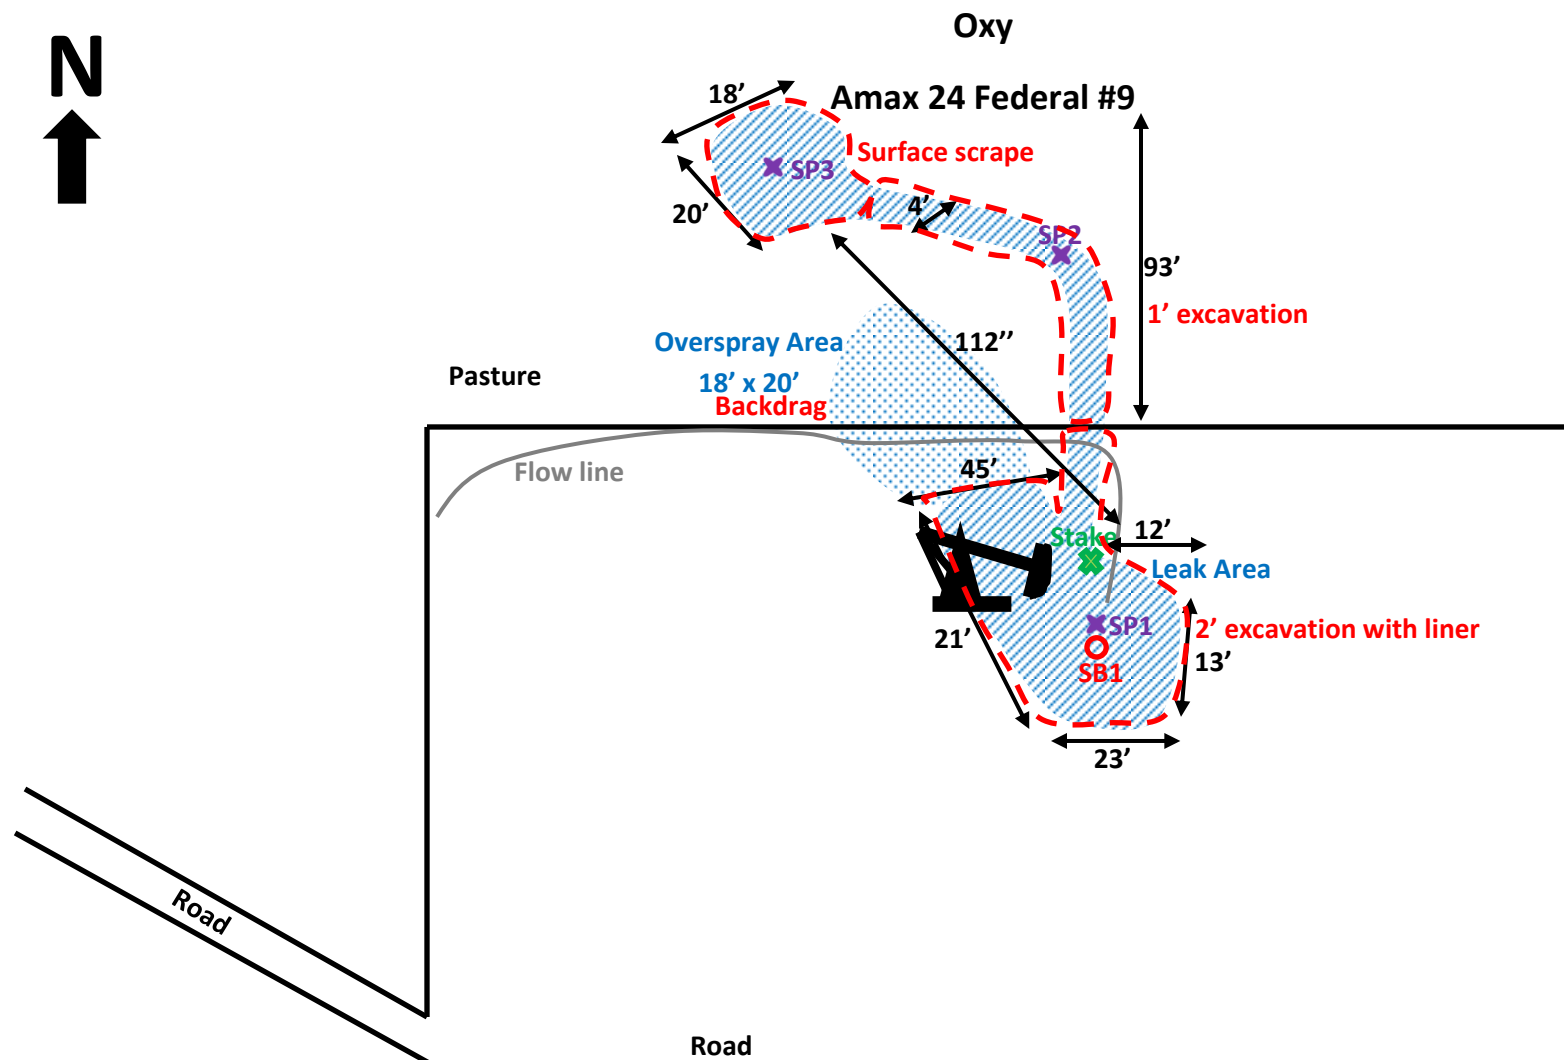 Oxy
N
Amax 24 Federal #9
18’
Surface scrape
SP3
20’
4’
SP2
93’
1’ excavation
112’’
Overspray Area
18’ x 20’
Backdrag
Pasture
Flow line
45’
Stake
12’
Leak Area
SP1
2’ excavation with liner
21’
SB1
13’
23’
Road
Road